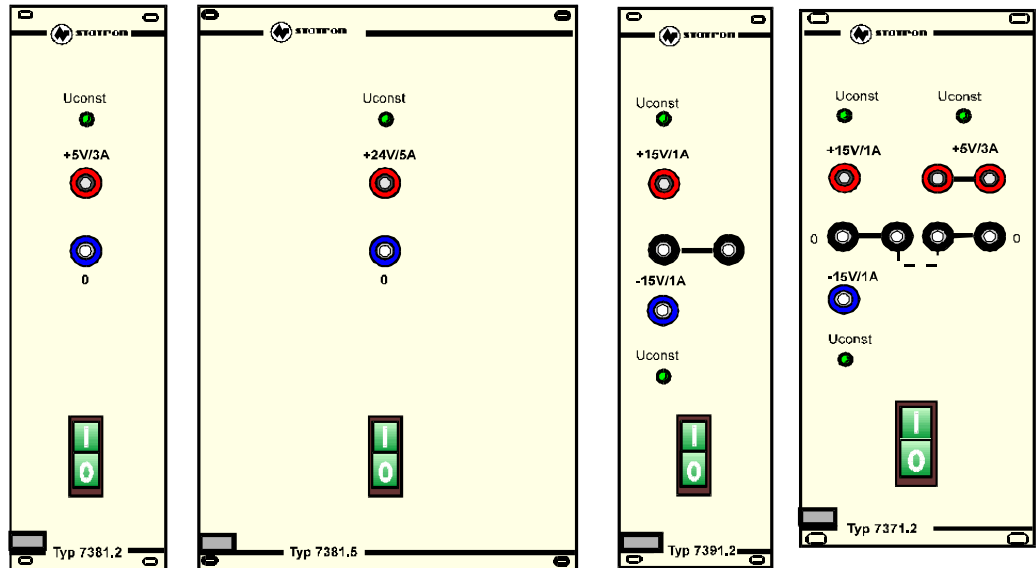 STATRON
Uconst
+5V/3A
0
I
0
Typ 7381.2
STATRON
Uconst
+24V/5A
0
I
0
Typ 7381.5
STATRON
Uconst
+15V/1A
-15V/1A
Uconst
I
0
Typ 7391.2
STATRON
Uconst Uconst
+15V/1A +5V/3A
0 0
-15V/1A
Uconst
I
0
Typ 7371.2